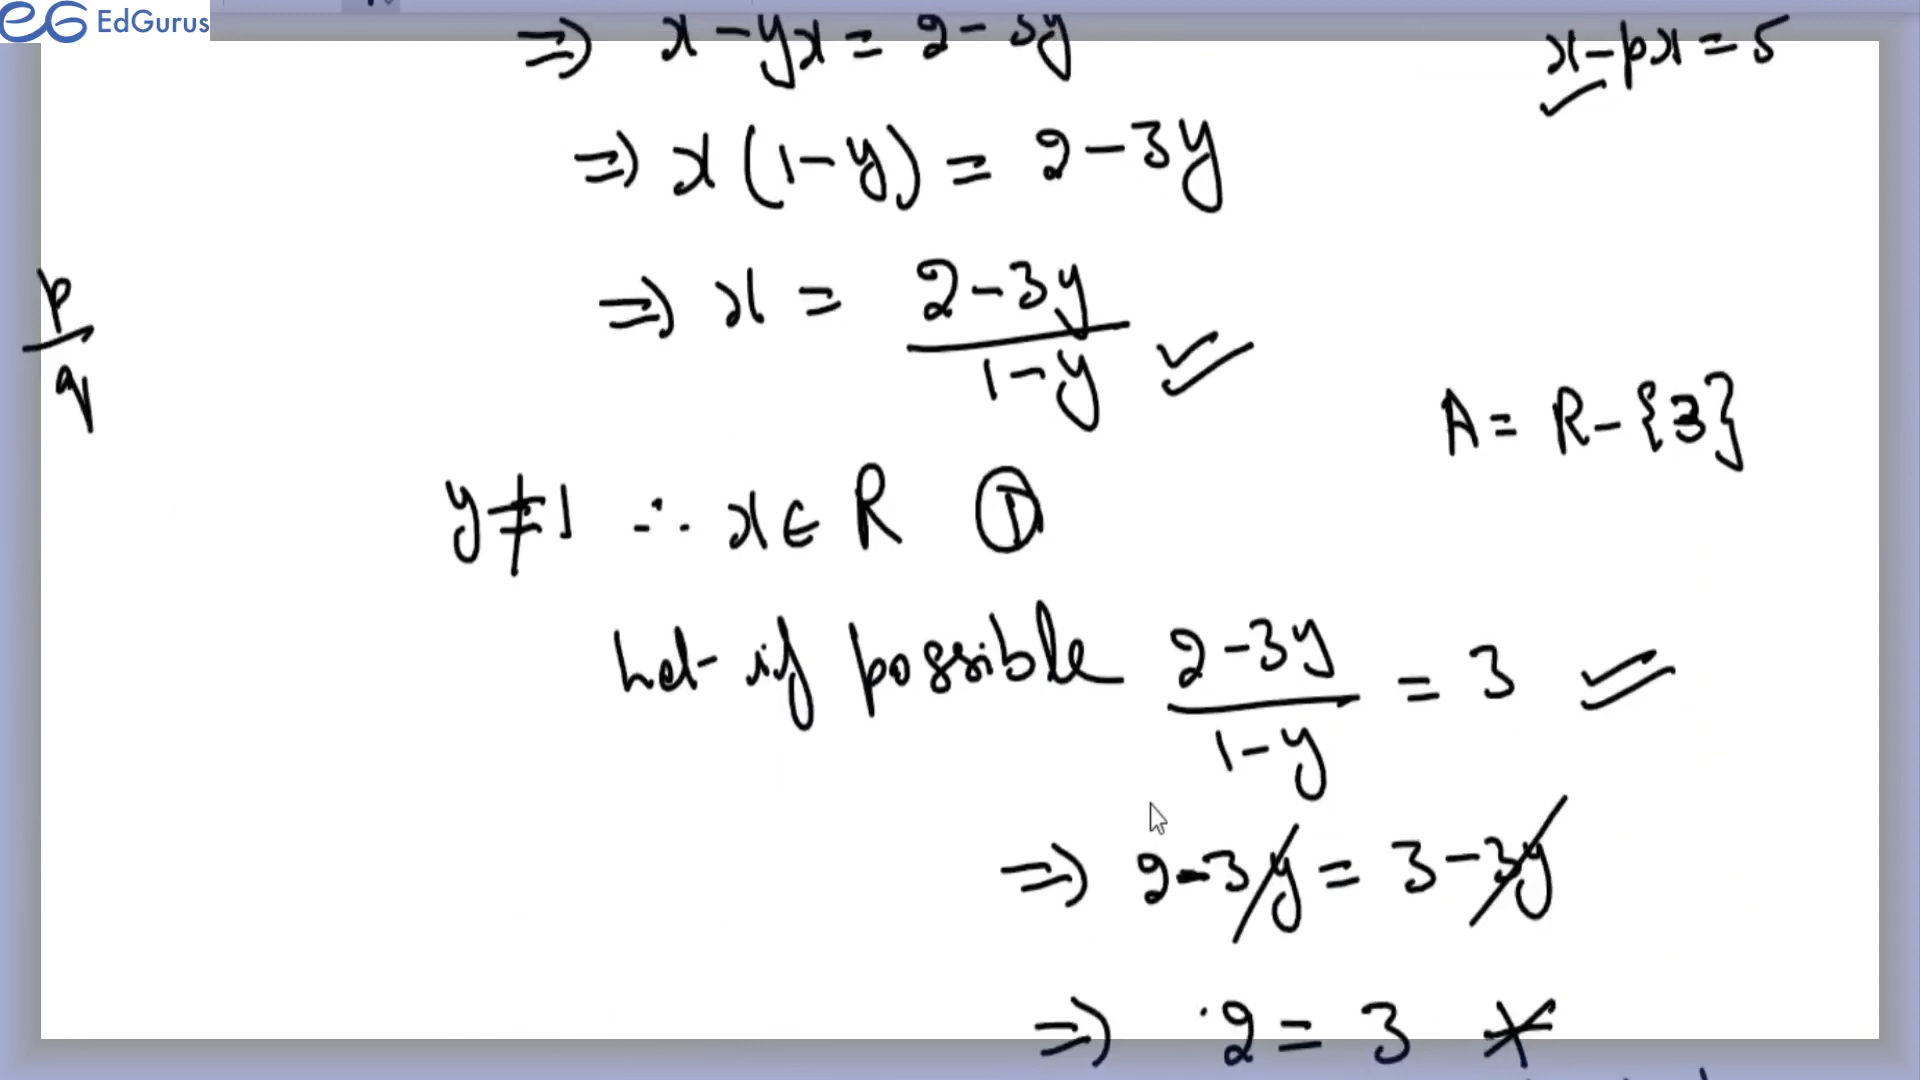 EdGurus
⇒ x - yx = 2 - 3y
x - px = 5
⇒ x (1 - y) = 2 - 3y
⇒ x = (2 - 3y)/(1 - y)
p/q
A = R - {3}
y ≠ 1 ∴ x ∈ R ①
Let if possible (2 - 3y)/(1 - y) = 3
⇒ 2 - 3y = 3 - 3y
⇒ 2 = 3